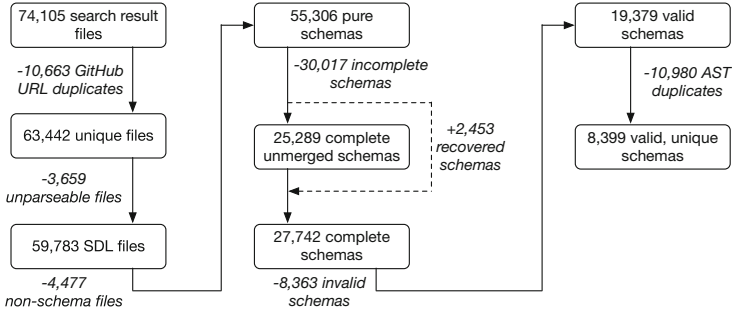 74,105 search result
files
-10,663 GitHub
URL duplicates
63,442 unique files
-3,659
unparseable files
59,783 SDL files
-4,477
non-schema files
55,306 pure
schemas
-30,017 incomplete
schemas
25,289 complete
unmerged schemas
+2,453
recovered
schemas
27,742 complete
schemas
-8,363 invalid
schemas
19,379 valid
schemas
-10,980 AST
duplicates
8,399 valid, unique
schemas